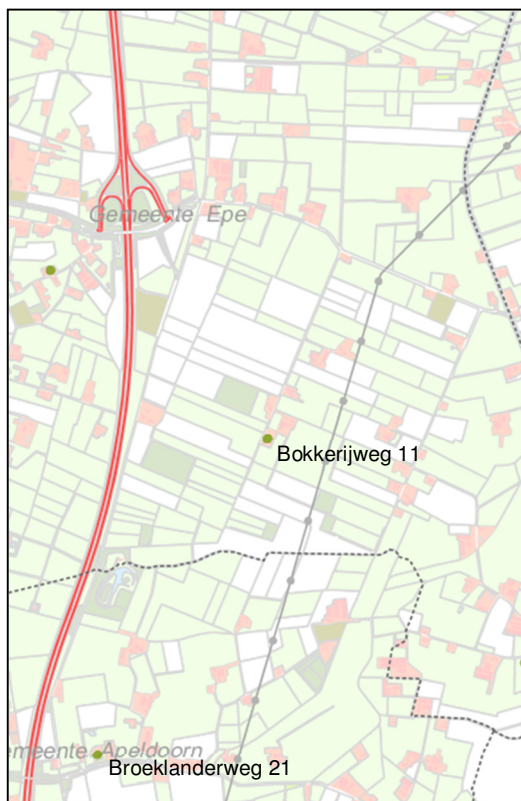 Gemeente Epe
Bokkerijweg 11
emeente Apeldoorn
Broeklanderweg 21